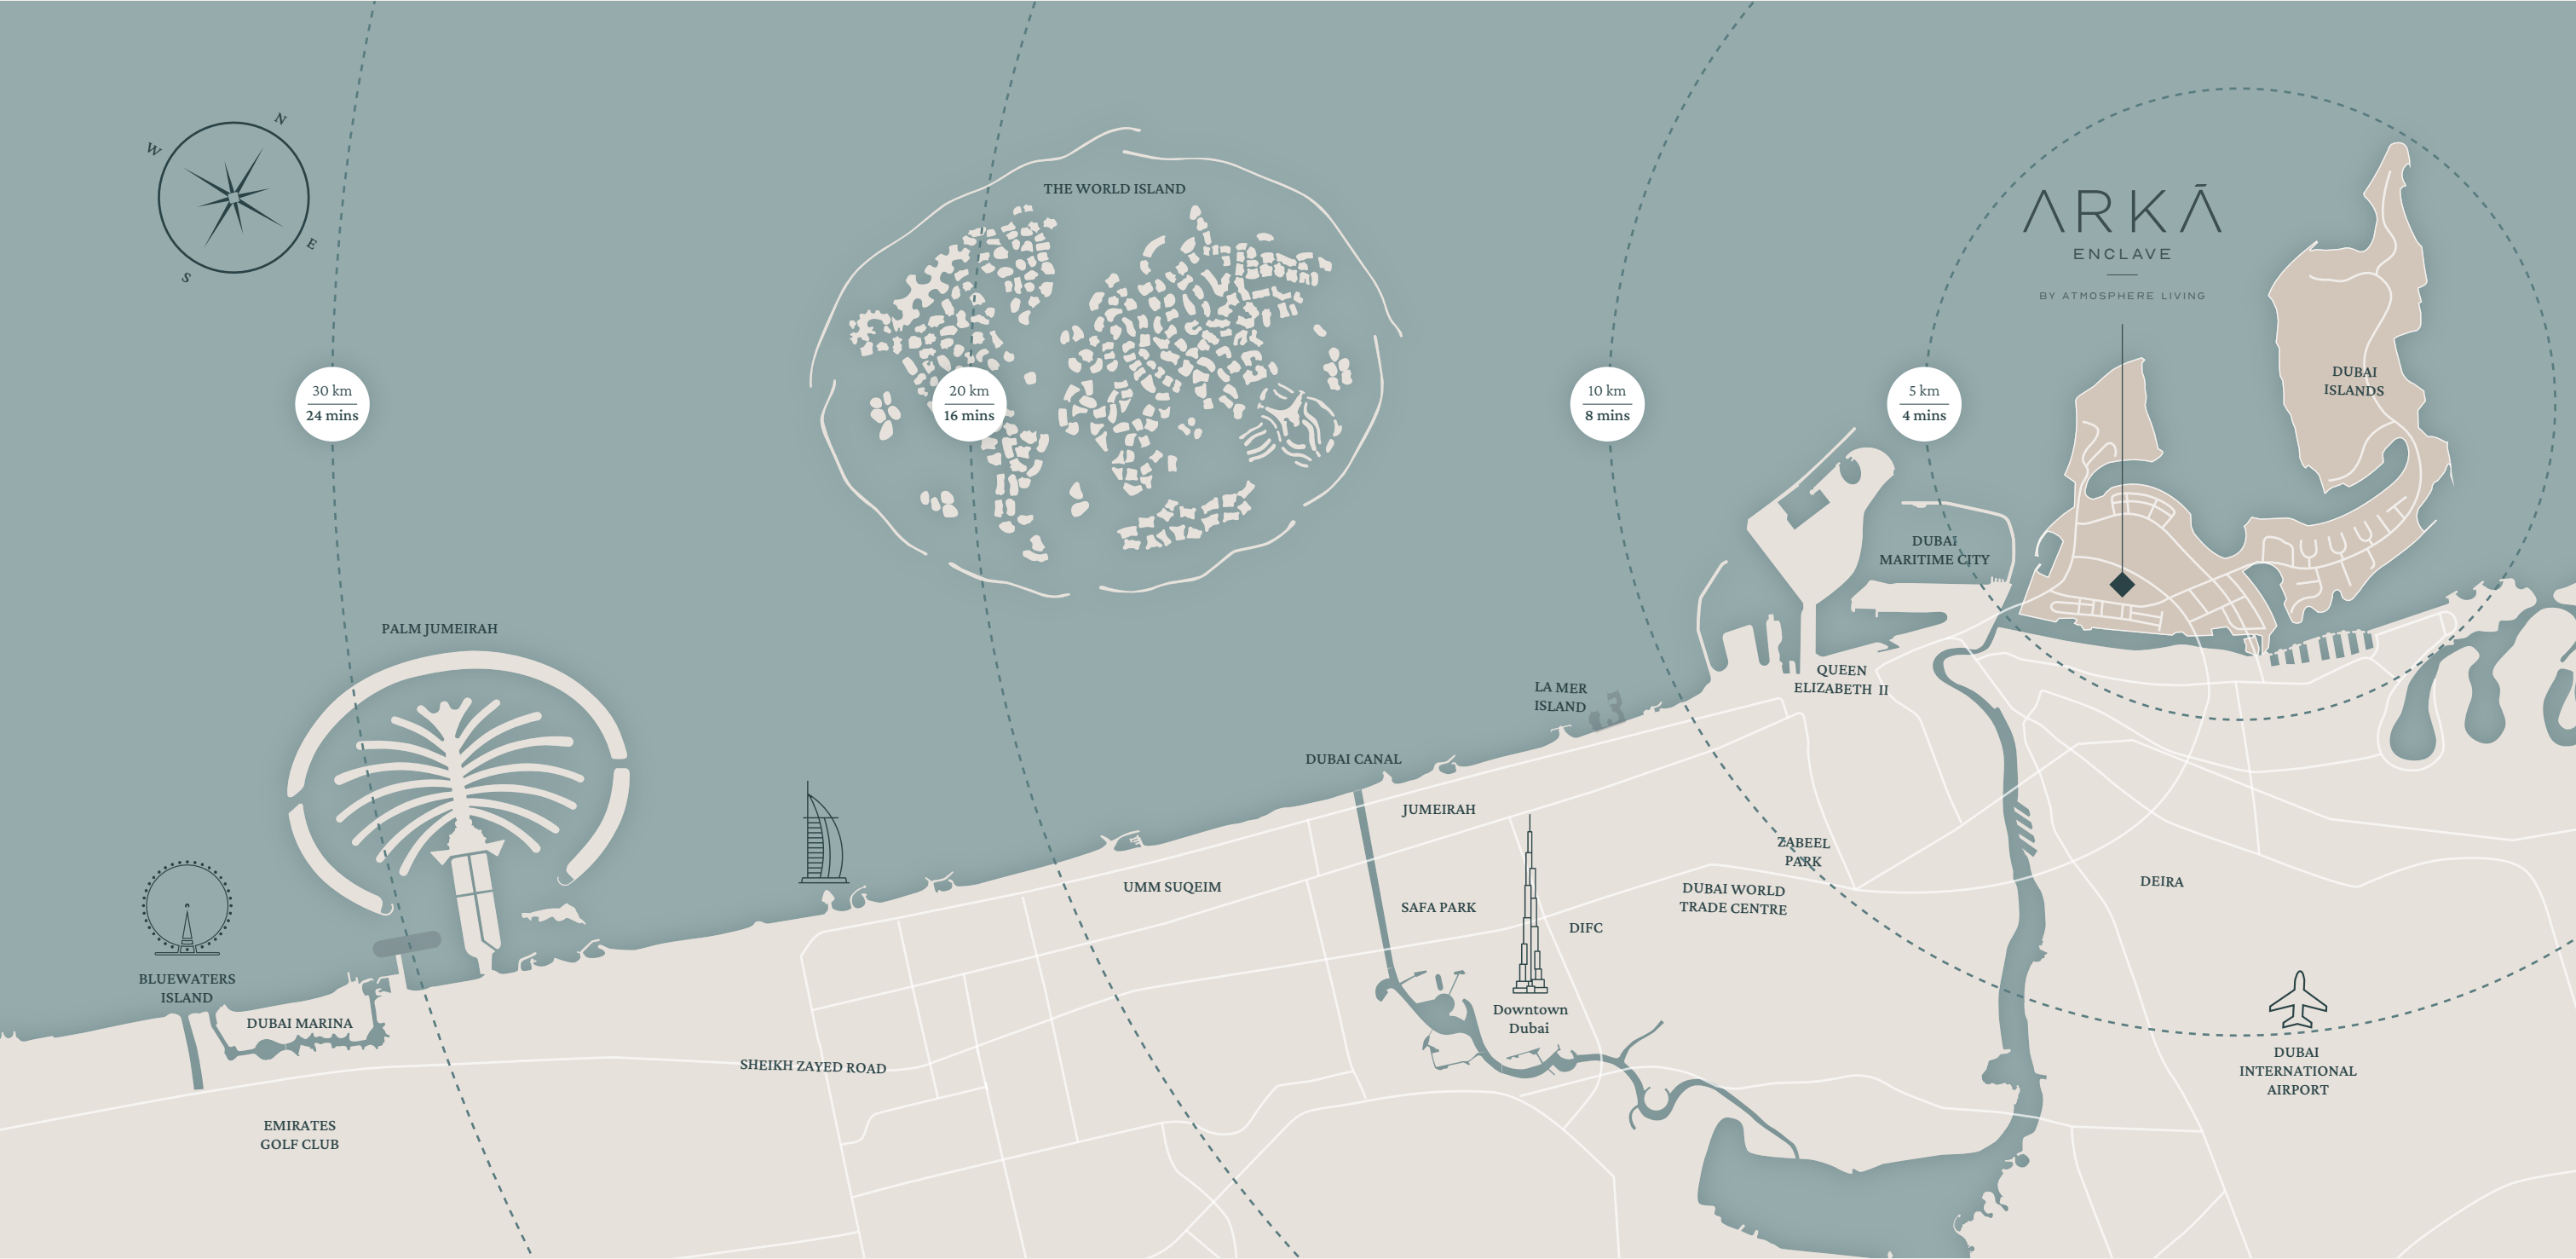 N
W
E
S
THE WORLD ISLAND
ARKĀ
ENCLAVE
BY ATMOSPHERE LIVING
DUBAI
ISLANDS
30 km
24 mins
20 km
16 mins
10 km
8 mins
5 km
4 mins
DUBAI
MARITIME CITY
PALM JUMEIRAH
QUEEN
ELIZABETH II
LA MER
ISLAND
DUBAI CANAL
JUMEIRAH
ZABEEL
PARK
UMM SUQEIM
DUBAI WORLD
TRADE CENTRE
DEIRA
SAFA PARK
DIFC
BLUEWATERS
ISLAND
DUBAI MARINA
Downtown
Dubai
SHEIKH ZAYED ROAD
DUBAI
INTERNATIONAL
AIRPORT
EMIRATES
GOLF CLUB